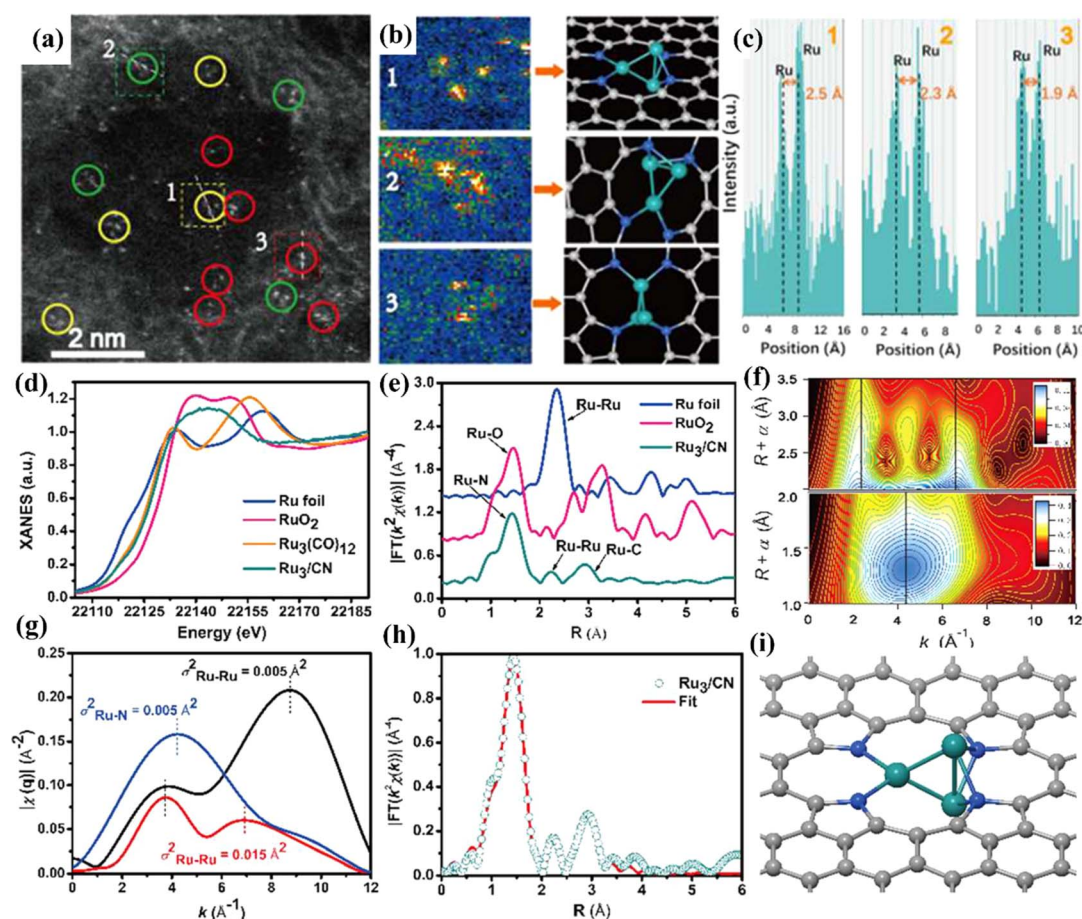 (a)
2
1
3
2 nm
(b)
1
2
3
(c)
Intensity (a.u.)
1
Ru
Ru
2.5 Å
0 4 8 12 16
Position (Å)
2
Ru
Ru
2.3 Å
0 2 4 6 8
Position (Å)
3
Ru
Ru
1.9 Å
0 2 4 6 8 10
Position (Å)
(d)
XANES (a.u.)
1.2
1.0
0.8
0.6
0.4
0.2
0.0
Ru foil
RuO2
Ru3(CO)12
Ru3/CN
22110 22125 22140 22155 22170 22185
Energy (eV)
(e)
|FT(k²χ(k))| (Å⁻⁴)
3.0
2.4
1.8
1.2
0.6
0.0
Ru-Ru
Ru foil
RuO2
Ru3/CN
Ru-O
Ru-N
Ru-Ru
Ru-C
0 1 2 3 4 5 6
R (Å)
(f)
R + α (Å)
3.5
3.0
2.5
R + α (Å)
2.0
1.5
1.0
0 2 4 6 8 10 12
k (Å⁻¹)
(g)
|χ(q)| (Å⁻²)
0.25
0.20
0.15
0.10
0.05
0.00
σ²Ru-Ru = 0.005 Å²
σ²Ru-N = 0.005 Å²
σ²Ru-Ru = 0.015 Å²
0 2 4 6 8 10 12
k (Å⁻¹)
(h)
|FT(k²χ(k))| (Å⁻⁴)
1.0
0.8
0.6
0.4
0.2
0.0
Ru3/CN
Fit
0 1 2 3 4 5 6
R (Å)
(i)